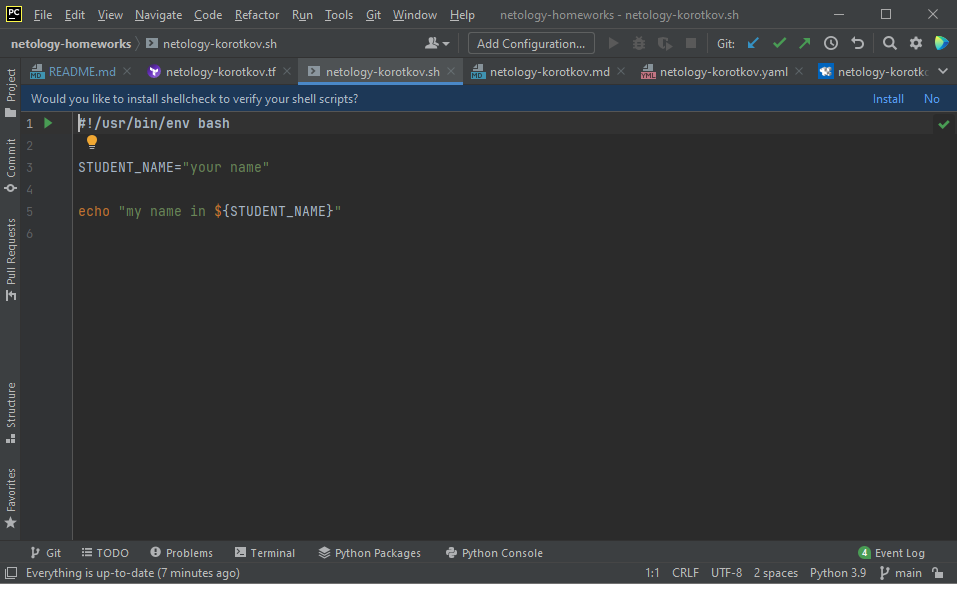 PC File Edit View Navigate Code Refactor Run Tools Git Window Help netology-homeworks - netology-korotkov.sh
netology-homeworks netology-korotkov.sh Add Configuration... Git:
MD README.md netology-korotkov.tf netology-korotkov.sh MD netology-korotkov.md YML netology-korotkov.yaml netology-korotk
Would you like to install shellcheck to verify your shell scripts? Install No
Project
Commit
Pull Requests
Structure
Favorites
1 #!/usr/bin/env bash
2
3 STUDENT_NAME="your name"
4
5 echo "my name in ${STUDENT_NAME}"
6
Git TODO Problems Terminal Python Packages Python Console 4 Event Log
Everything is up-to-date (7 minutes ago) 1:1 CRLF UTF-8 2 spaces Python 3.9 main